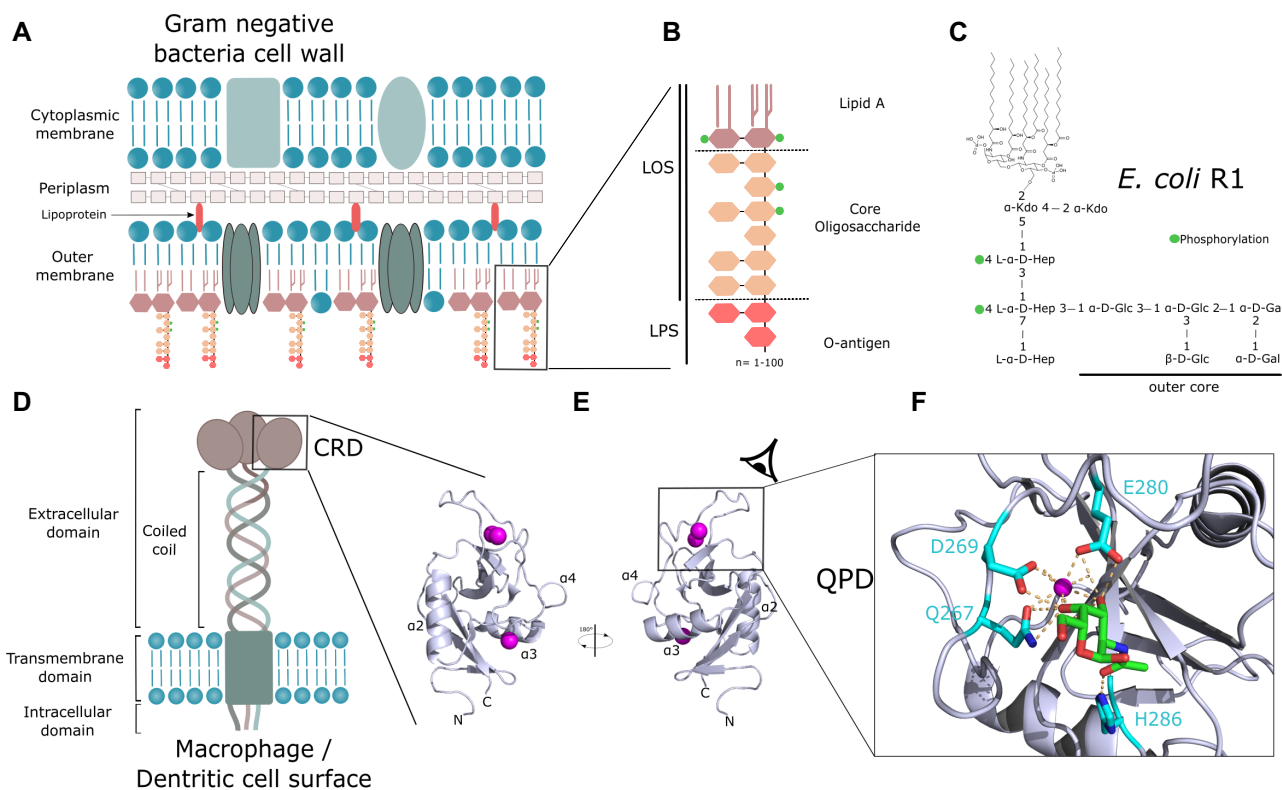 A
Gram negative
bacteria cell wall
Cytoplasmic
membrane
Periplasm
Lipoprotein
Outer
membrane
B
LOS
LPS
Lipid A
Core
Oligosaccharide
O-antigen
n= 1-100
C
E. coli R1
Phosphorylation
2
α-Kdo 4—2 α-Kdo
5
1
4 L-α-D-Hep
3
1
4 L-α-D-Hep 3—1 α-D-Glc 3—1 α-D-Glc 2—1 α-D-Ga
7 3 2
1 1 1
L-α-D-Hep β-D-Glc α-D-Gal
outer core
D
CRD
Extracellular
domain
Coiled
coil
Transmembrane
domain
Intracellular
domain
Macrophage /
Dentritic cell surface
α4
α2
α3
C
N
180°
E
α4
α2
α3
C
N
F
QPD
E280
D269
Q267
H286